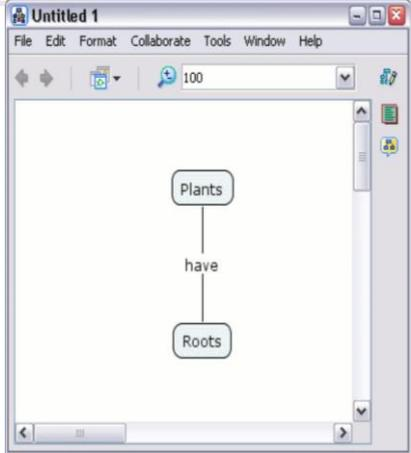 Untitled 1
File Edit Format Collaborate Tools Window Help
100
Plants
have
Roots